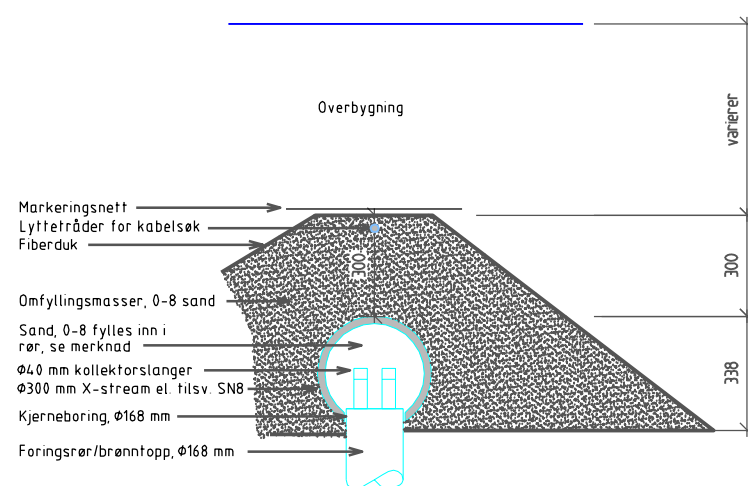 Overbygning
varierer
Markeringsnett
Lyttetråder for kabelsøk
Fiberduk
300
300
Omfyllingsmasser, 0-8 sand
Sand, 0-8 fylles inn i
rør, se merknad
Φ40 mm kollektorslanger
Φ300 mm X-stream el. tilsv. SN8
338
Kjerneboring, Φ168 mm
Foringsrør/brønntopp, Φ168 mm